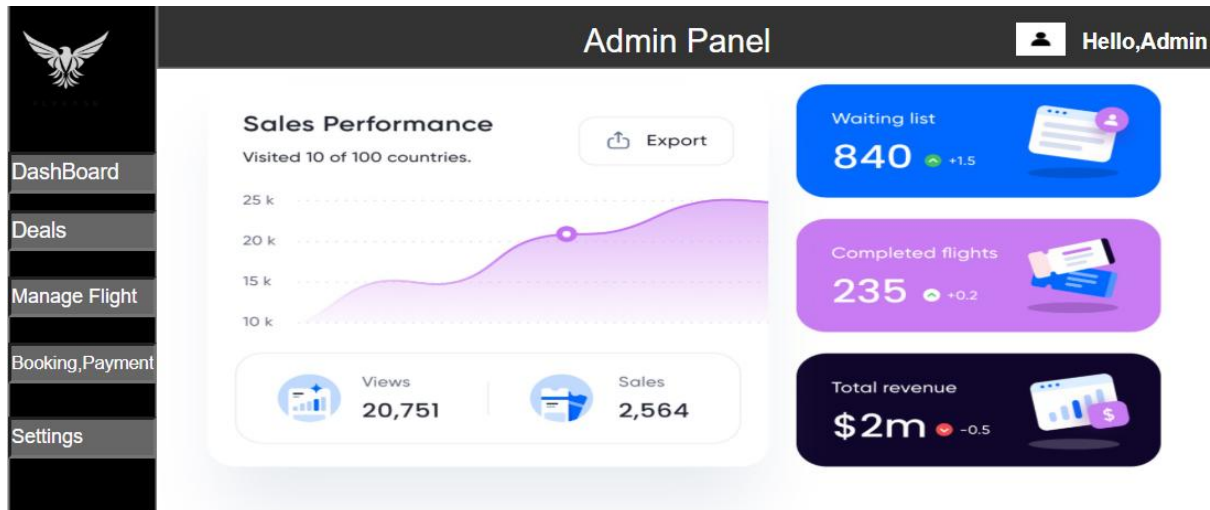 Admin Panel
Hello,Admin
DashBoard
Deals
Manage Flight
Booking,Payment
Settings
Sales Performance
Visited 10 of 100 countries.
Export
25 k
20 k
15 k
10 k
Views
20,751
Sales
2,564
Waiting list
840 +1.5
Completed flights
235 +0.2
Total revenue
$2m -0.5
$